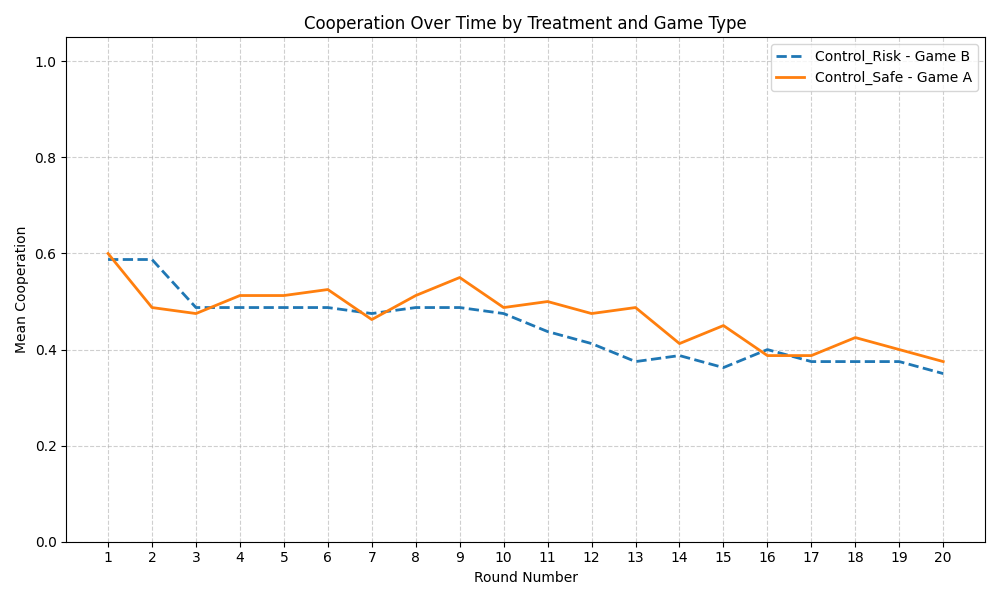 Cooperation Over Time by Treatment and Game Type
Control_Risk - Game B
Control_Safe - Game A
Mean Cooperation
1.0
0.8
0.6
0.4
0.2
0.0
1 2 3 4 5 6 7 8 9 10 11 12 13 14 15 16 17 18 19 20
Round Number